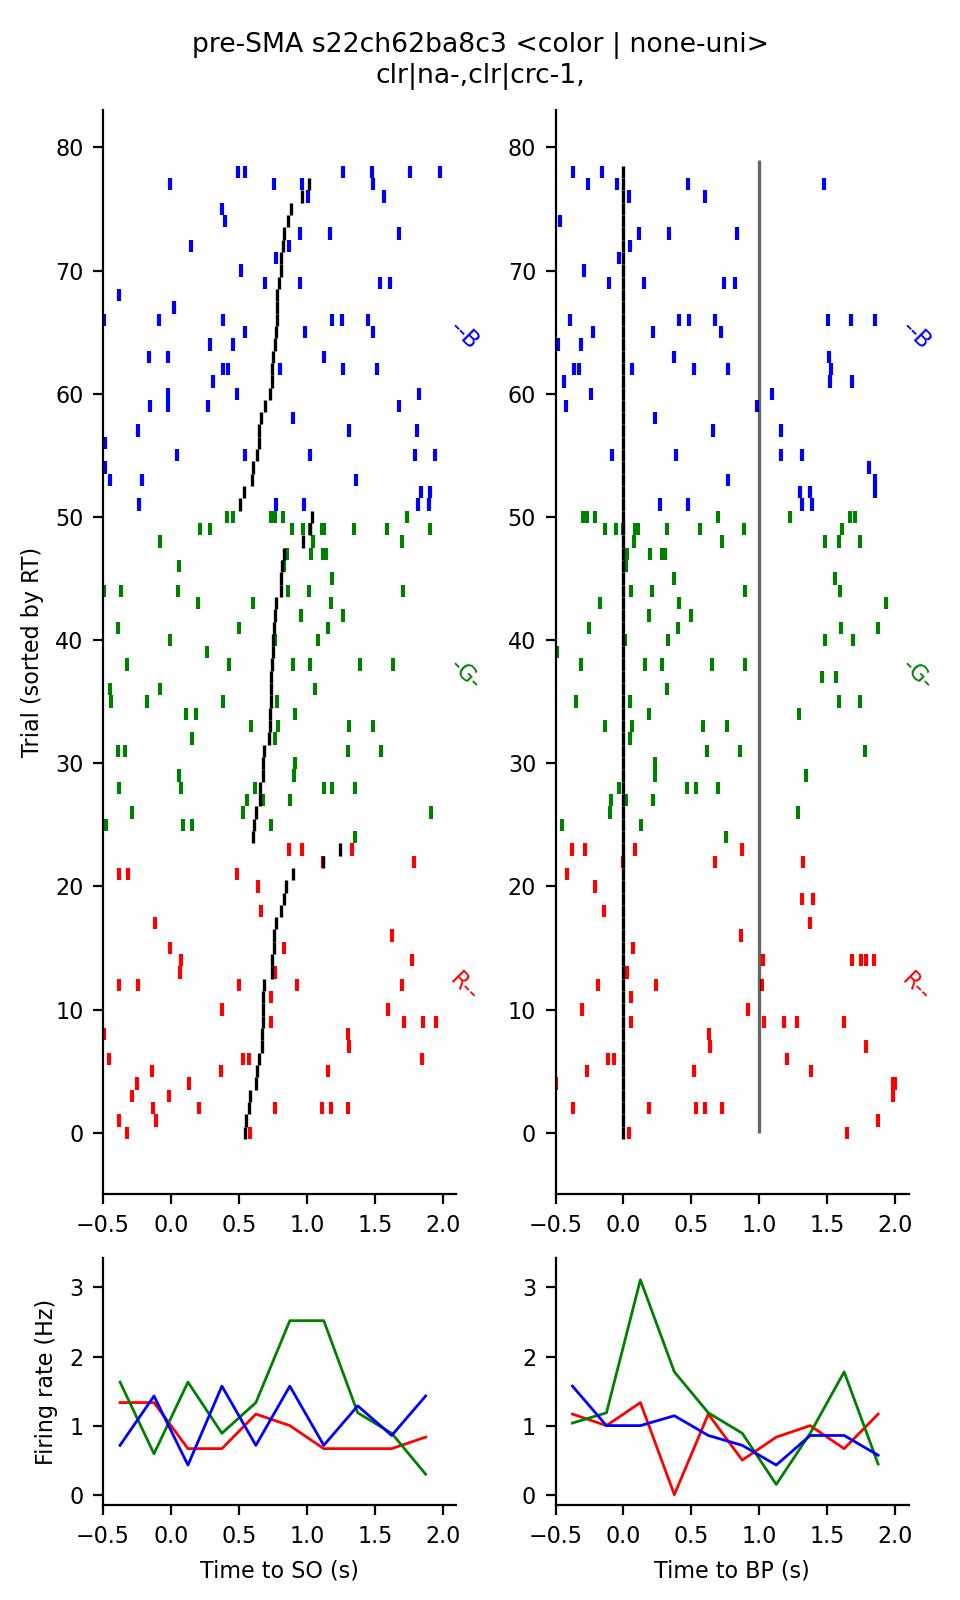 pre-SMA s22ch62ba8c3 <color | none-uni>
clr|na-,clr|crc-1,
Trial (sorted by RT)
80
70
60
50
40
30
20
10
0
--B
-G-
R--
−0.5 0.0 0.5 1.0 1.5 2.0
80
70
60
50
40
30
20
10
0
--B
-G-
R--
−0.5 0.0 0.5 1.0 1.5 2.0
Firing rate (Hz)
3
2
1
0
−0.5 0.0 0.5 1.0 1.5 2.0
Time to SO (s)
3
2
1
0
−0.5 0.0 0.5 1.0 1.5 2.0
Time to BP (s)